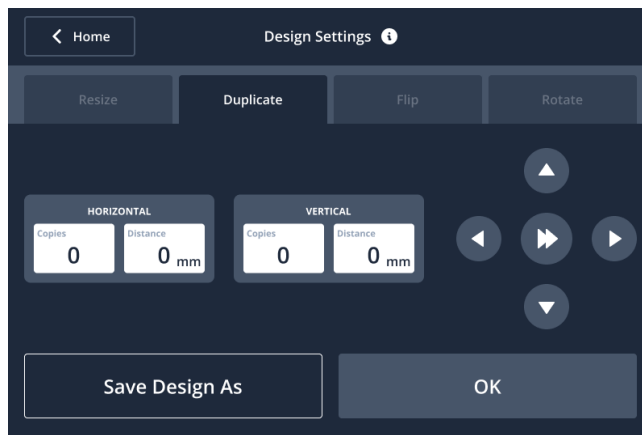 Home
Design Settings
Resize
Duplicate
Flip
Rotate
HORIZONTAL
Copies
0
Distance
0 mm
VERTICAL
Copies
0
Distance
0 mm
Save Design As
OK